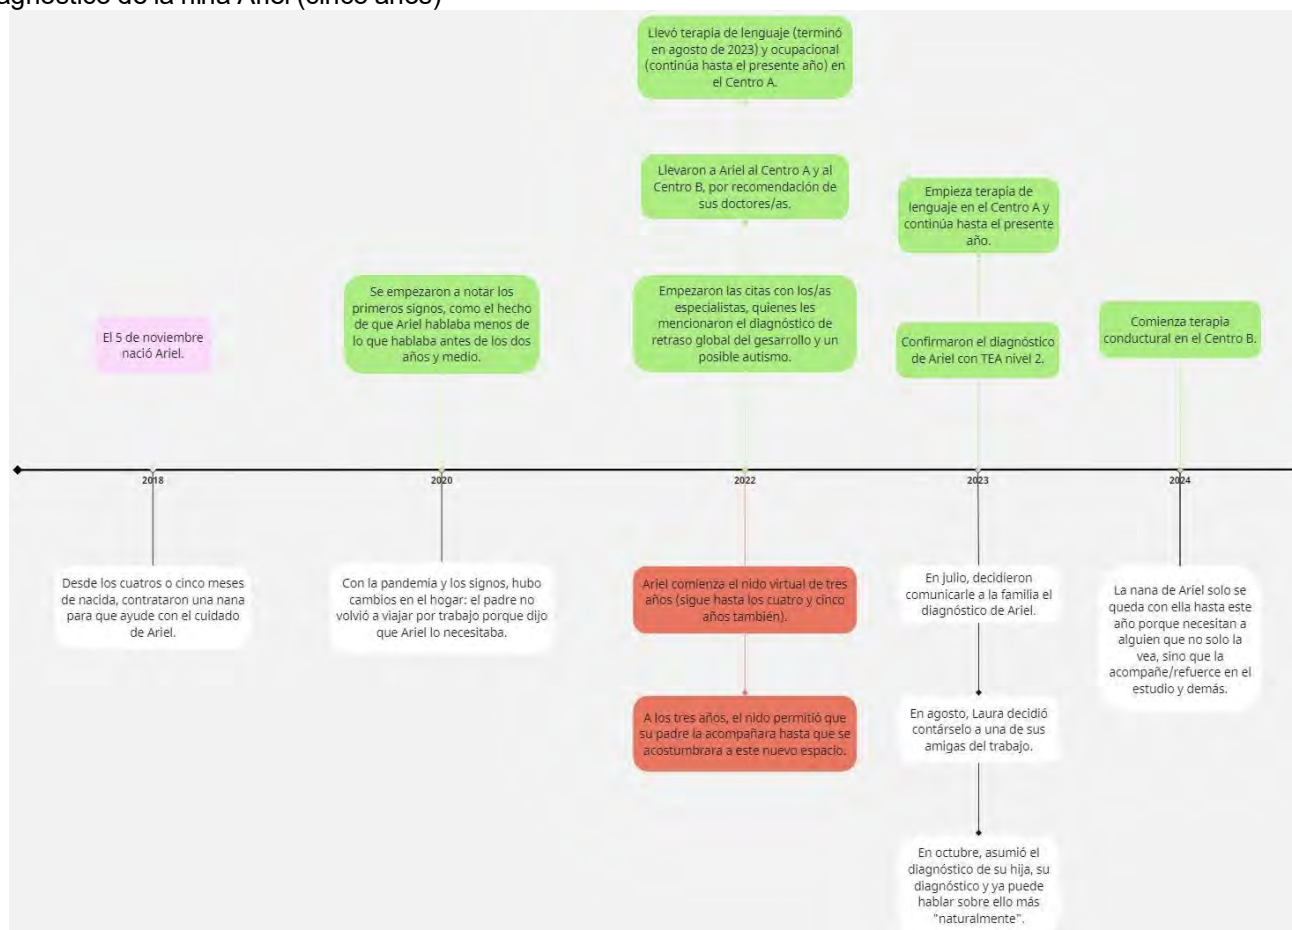 agnóstico de la niña Ariel (cinco años)
Llevó terapia de lenguaje (terminó
en agosto de 2023) y ocupacional
(continúa hasta el presente año) en
el Centro A.
Llevaron a Ariel al Centro A y al
Centro B, por recomendación de
sus doctores/as.
Empieza terapia de
lenguaje en el Centro A y
continúa hasta el presente
año.
El 5 de noviembre
nació Ariel.
Se empezaron a notar los
primeros signos, como el hecho
de que Ariel hablaba menos de
lo que hablaba antes de los dos
años y medio.
Empezaron las citas con los/as
especialistas, quienes les
mencionaron el diagnóstico de
retraso global del gesarrollo y un
posible autismo.
Confirmaron el diagnóstico
de Ariel con TEA nivel 2.
Comienza terapia
conductural en el Centro B.
2018
2020
2022
2023
2024
Desde los cuatros o cinco meses
de nacida, contrataron una nana
para que ayude con el cuidado
de Ariel.
Con la pandemia y los signos, hubo
cambios en el hogar: el padre no
volvió a viajar por trabajo porque dijo
que Ariel lo necesitaba.
Ariel comienza el nido virtual de tres
años (sigue hasta los cuatro y cinco
años también).
A los tres años, el nido permitió que
su padre la acompañara hasta que se
acostumbrara a este nuevo espacio.
En julio, decidieron
comunicarle a la familia el
diagnóstico de Ariel.
En agosto, Laura decidió
contárselo a una de sus
amigas del trabajo.
En octubre, asumió el
diagnóstico de su hija, su
diagnóstico y ya puede
hablar sobre ello más
"naturalmente".
La nana de Ariel solo se
queda con ella hasta este
año porque necesitan a
alguien que no solo la
vea, sino que la
acompañe/refuerce en el
estudio y demás.